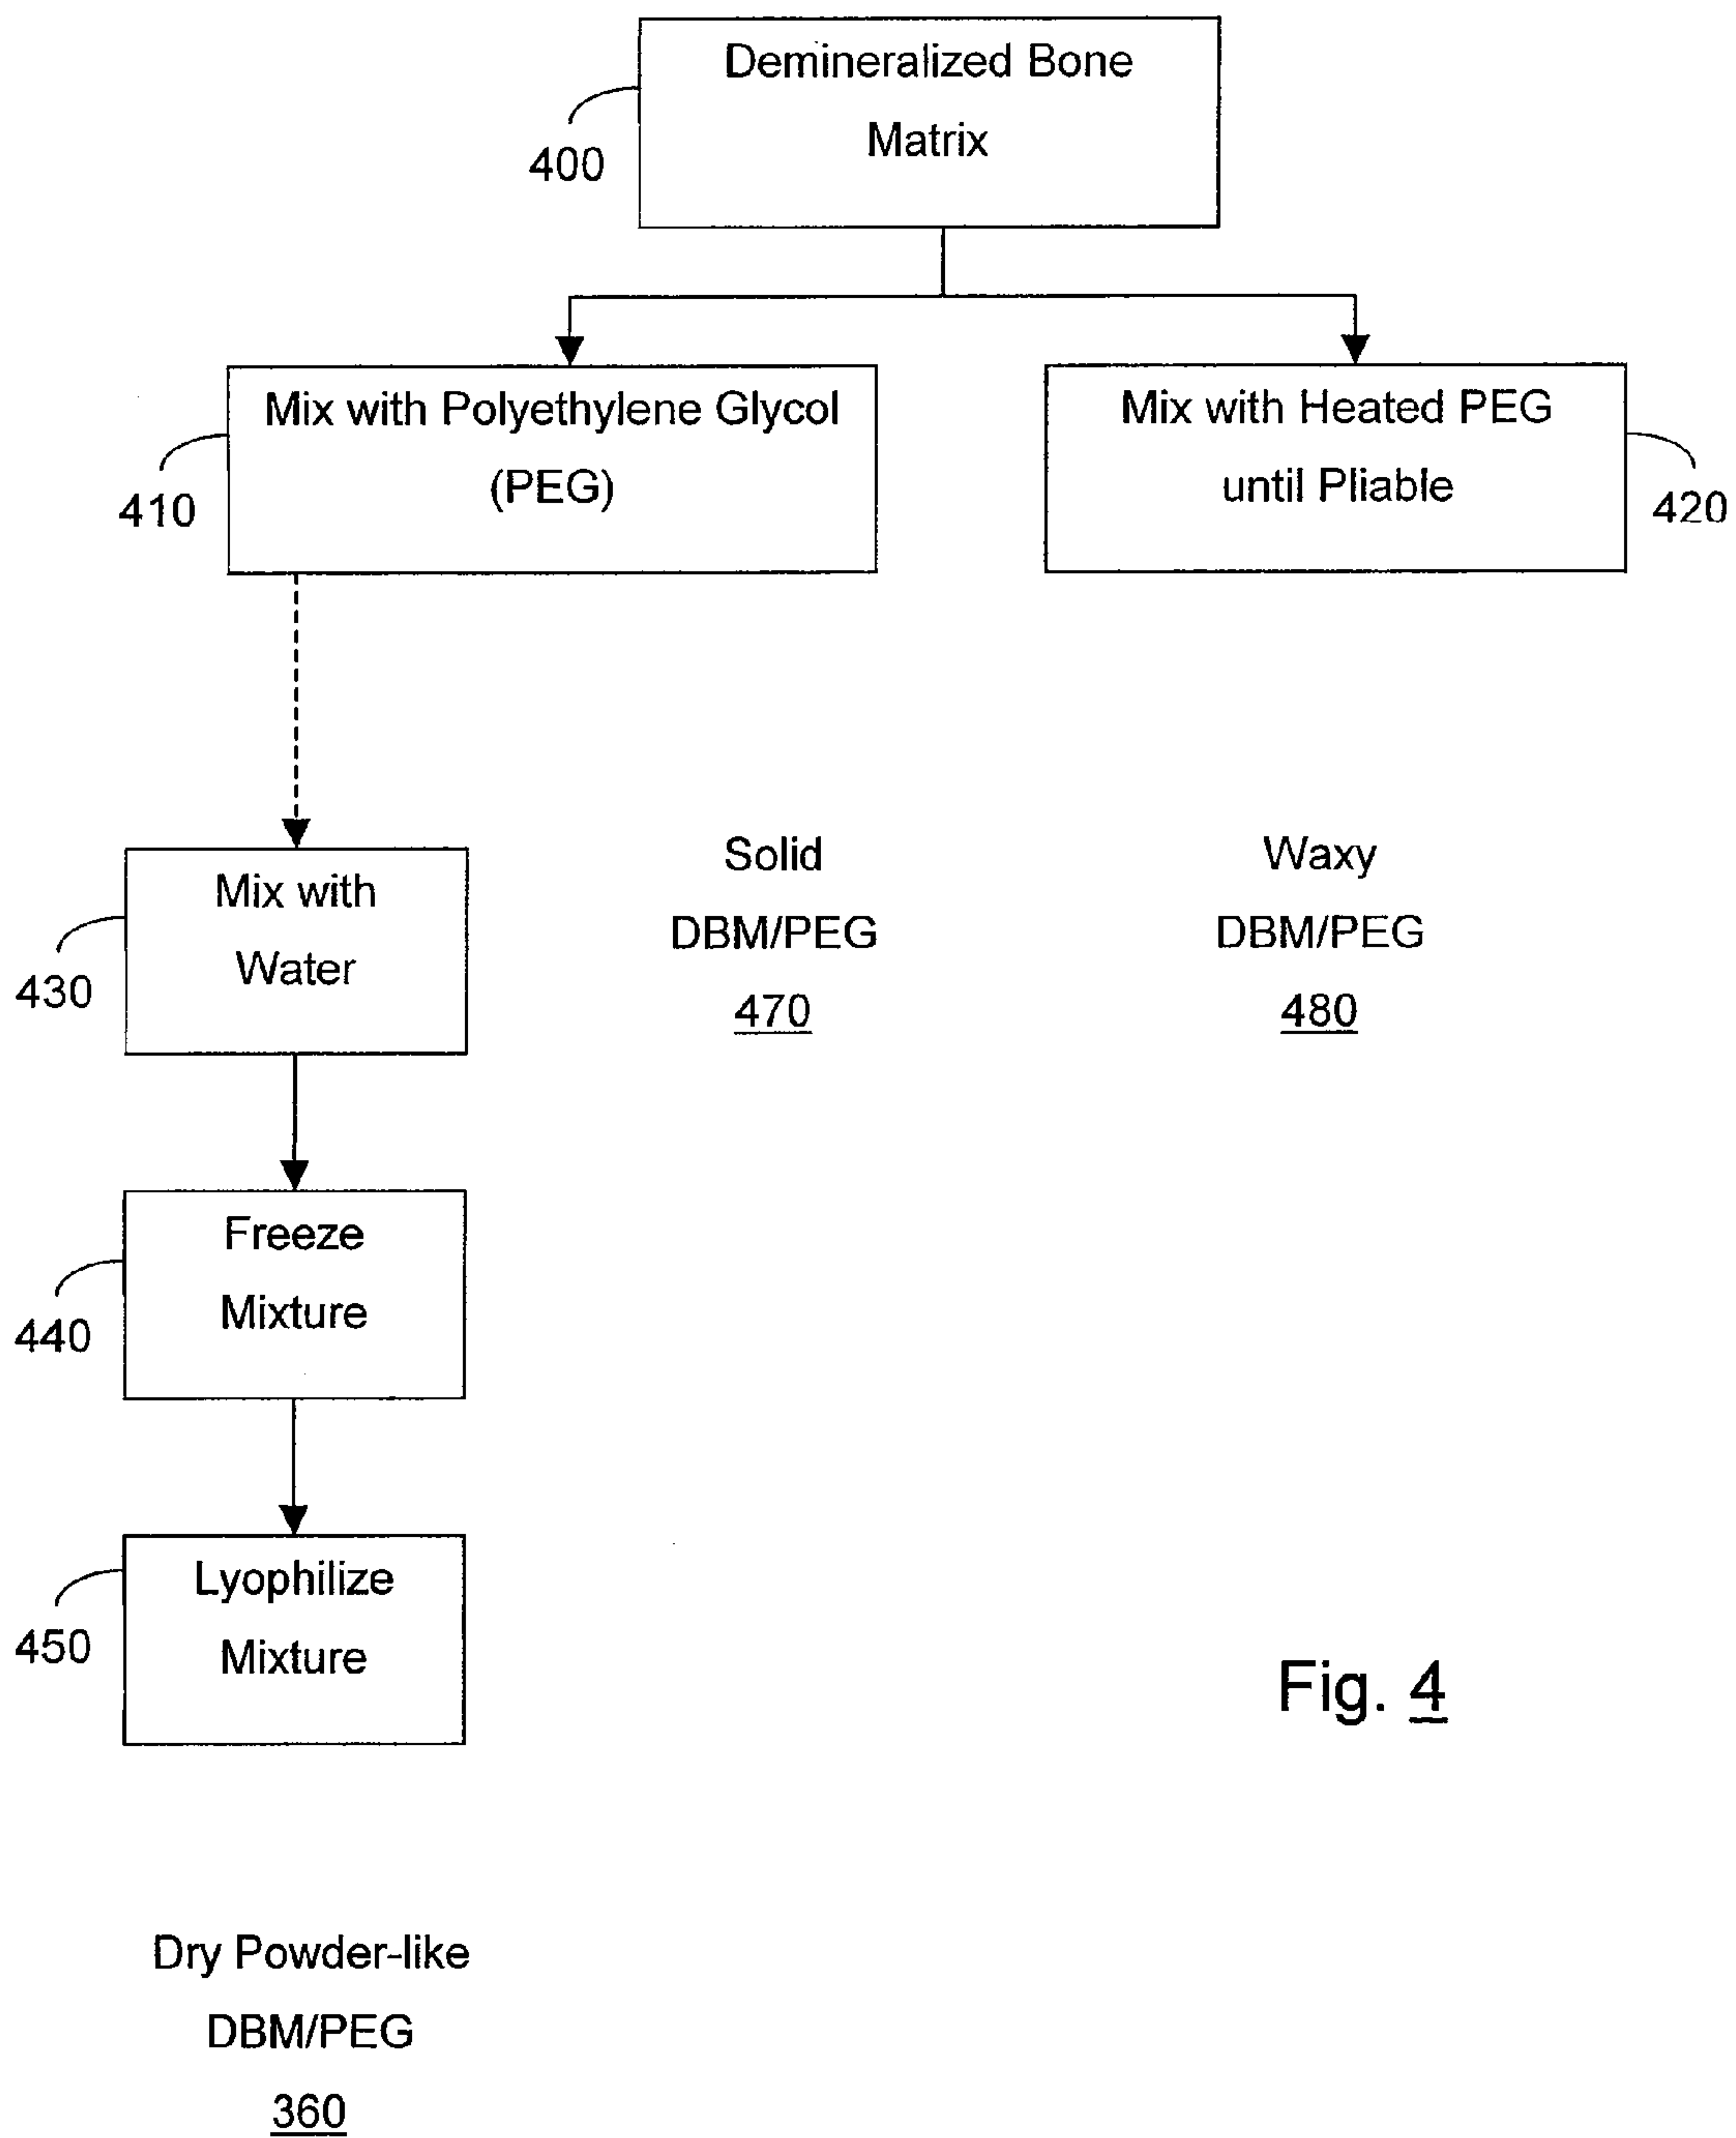 Demineralized Bone
Matrix
400
Mix with Polyethylene Glycol
(PEG)
410
Mix with Heated PEG
until Pliable
420
Mix with
Water
430
Solid
DBM/PEG
470
Waxy
DBM/PEG
480
Freeze
Mixture
440
Lyophilize
Mixture
450
Fig. 4
Dry Powder-like
DBM/PEG
360